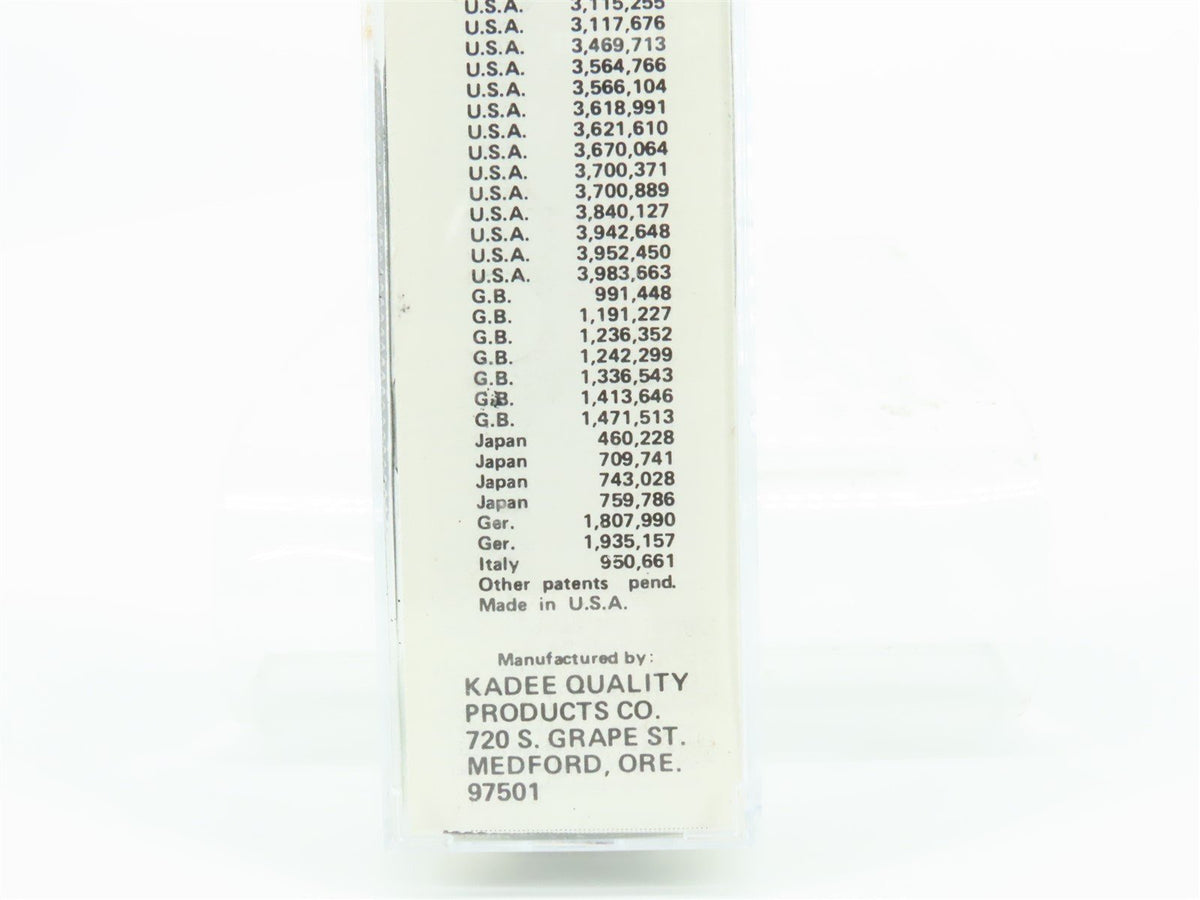 U.S.A. 3,115,255
U.S.A. 3,117,676
U.S.A. 3,469,713
U.S.A. 3,564,766
U.S.A. 3,566,104
U.S.A. 3,618,991
U.S.A. 3,621,610
U.S.A. 3,670,064
U.S.A. 3,700,371
U.S.A. 3,700,889
U.S.A. 3,840,127
U.S.A. 3,942,648
U.S.A. 3,952,450
U.S.A. 3,983,663
G.B. 991,448
G.B. 1,191,227
G.B. 1,236,352
G.B. 1,242,299
G.B. 1,336,543
G.B. 1,413,646
G.B. 1,471,513
Japan 460,228
Japan 709,741
Japan 743,028
Japan 759,786
Ger. 1,807,990
Ger. 1,935,157
Italy 950,661
Other patents pend.
Made in U.S.A.
Manufactured by:
KADEE QUALITY
PRODUCTS CO.
720 S. GRAPE ST.
MEDFORD, ORE.
97501